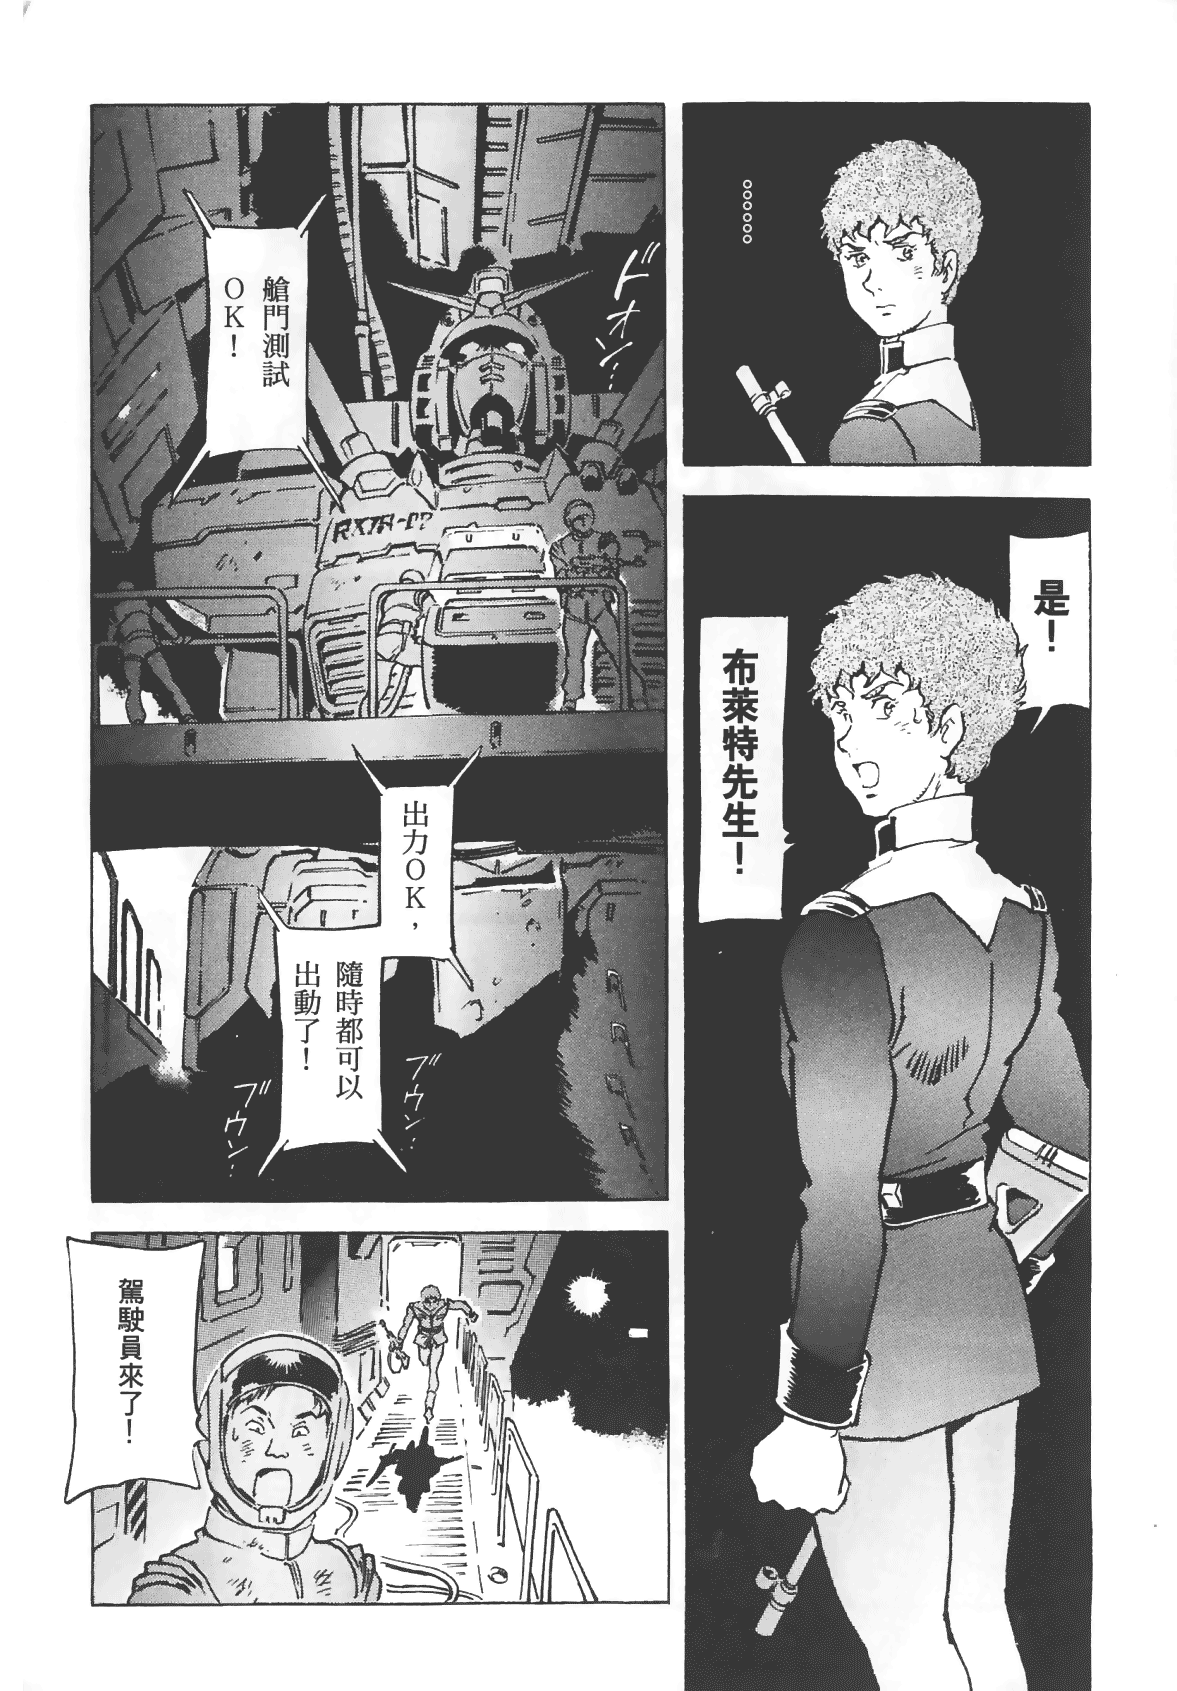 。。。。。。
是！
布萊特先生！
ドォン…
艙門測試
OK！
RX78-02
出力OK，
隨時都可以
出動了！
ブウン…
ブウン…
駕駛員來了！